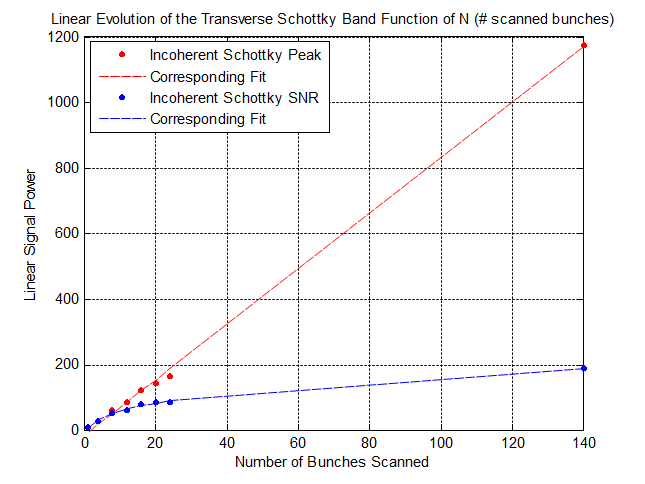 Linear Evolution of the Transverse Schottky Band Function of N (# scanned bunches)
1200
1000
800
600
400
200
0
Linear Signal Power
Incoherent Schottky Peak
Corresponding Fit
Incoherent Schottky SNR
Corresponding Fit
0 20 40 60 80 100 120 140
Number of Bunches Scanned